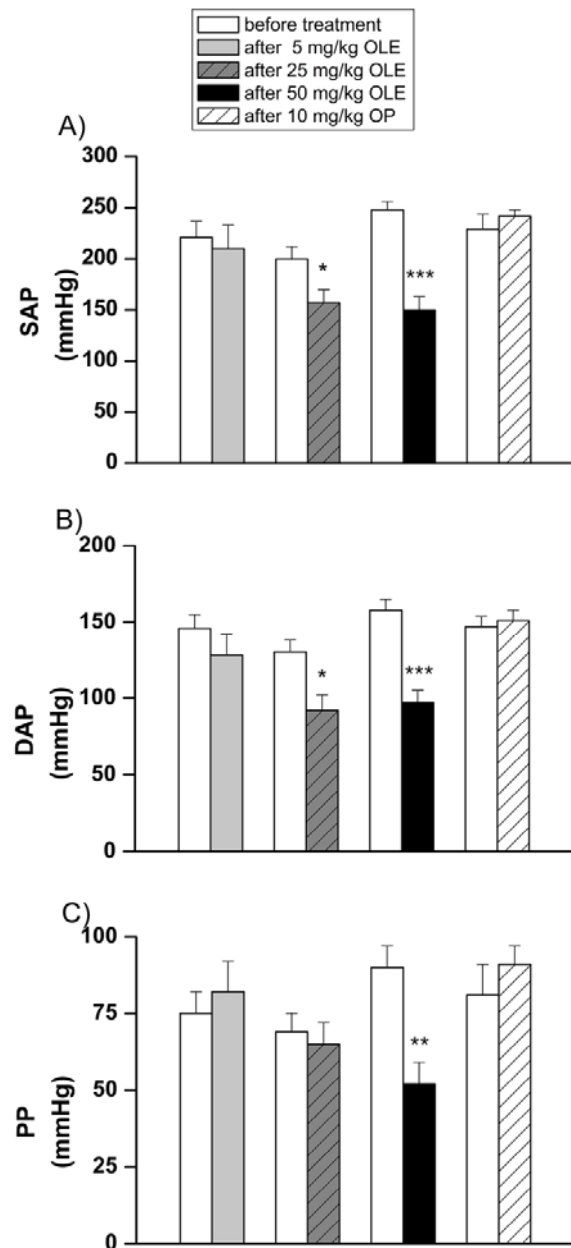 before treatment
after 5 mg/kg OLE
after 25 mg/kg OLE
after 50 mg/kg OLE
after 10 mg/kg OP
A)
300
250
200
150
100
50
0
SAP
(mmHg)
*
***
B)
200
150
100
50
0
DAP
(mmHg)
*
***
C)
100
75
50
25
0
PP
(mmHg)
**